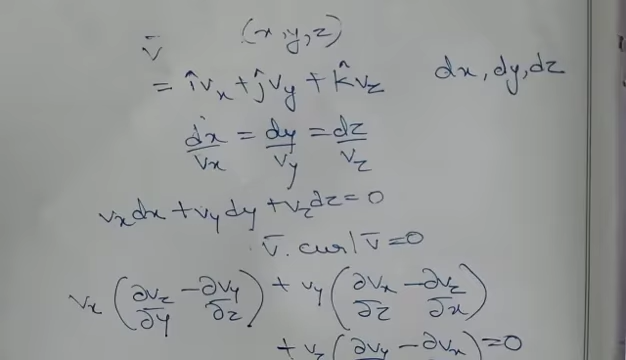 v̄ (x,y,z)
= îvx + ĵvy + k̂vz dx, dy, dz
dx/vx = dy/vy = dz/vz
vxdx + vydy + vzdz = 0
v̄. curl v̄ = 0
vx (∂vz/∂y − ∂vy/∂z) + vy (∂vx/∂z − ∂vz/∂x)
+ vz (∂vy − ∂vx) = 0